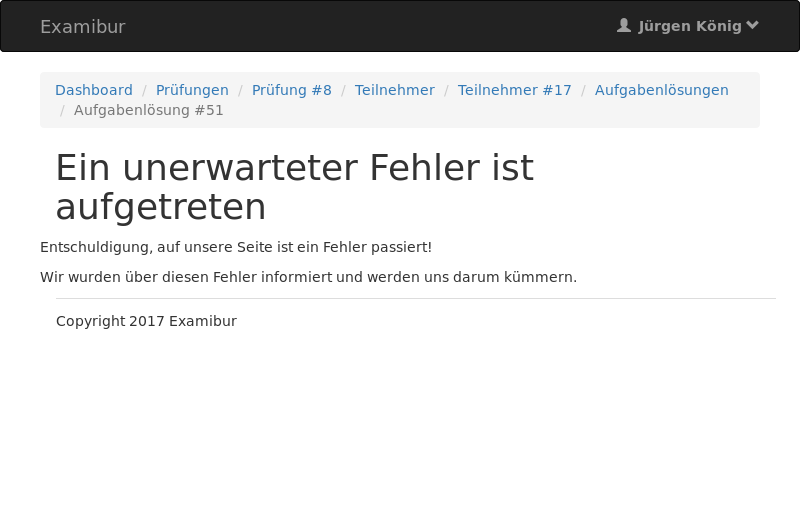 Examibur
Jürgen König
Dashboard / Prüfungen / Prüfung #8 / Teilnehmer / Teilnehmer #17 / Aufgabenlösungen
/ Aufgabenlösung #51
Ein unerwarteter Fehler ist
aufgetreten
Entschuldigung, auf unsere Seite ist ein Fehler passiert!
Wir wurden über diesen Fehler informiert und werden uns darum kümmern.
Copyright 2017 Examibur